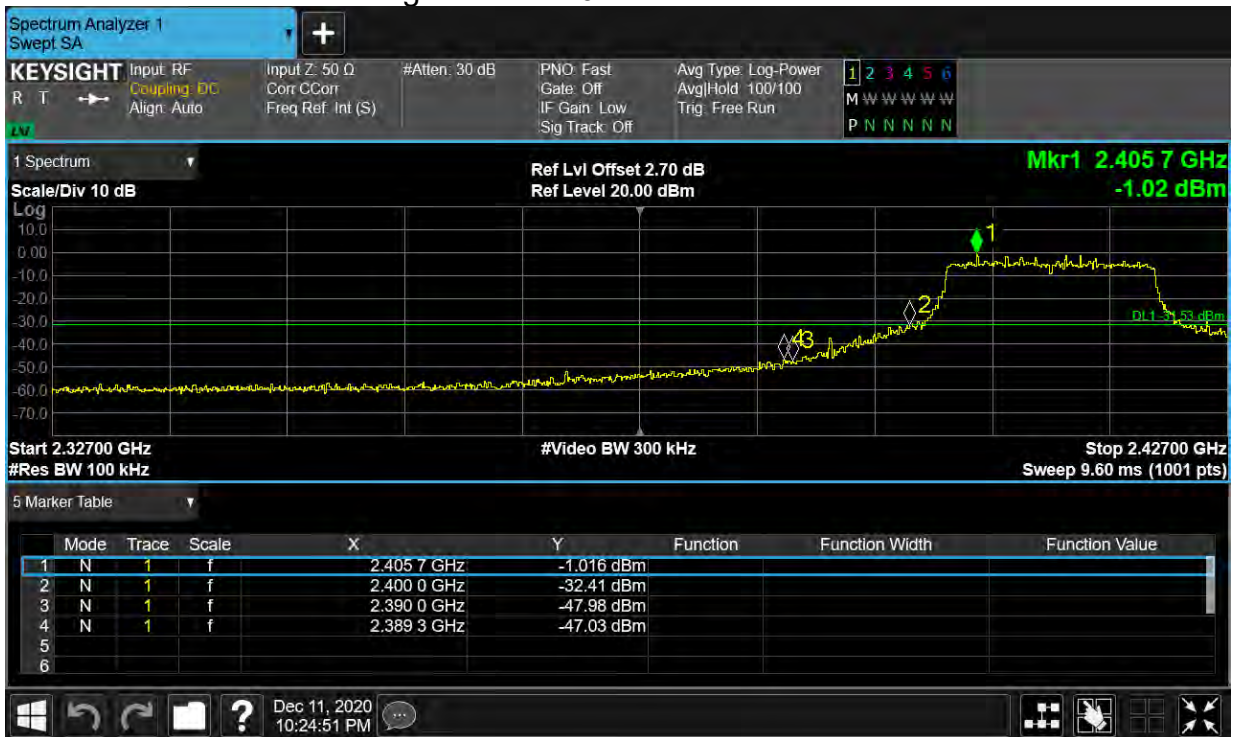 Spectrum Analyzer 1
Swept SA
+
KEYSIGHT Input: RF Input Z: 50 Ω #Atten: 30 dB PNO: Fast Avg Type: Log-Power 1 2 3 4 5 6
R T Coupling: DC Corr CCorr Gate: Off Avg|Hold: 100/100 M W W W W W W
Align: Auto Freq Ref: Int (S) IF Gain: Low Trig: Free Run
LXI Sig Track: Off P N N N N N N
1 Spectrum Ref Lvl Offset 2.70 dB Mkr1 2.405 7 GHz
Scale/Div 10 dB Ref Level 20.00 dBm -1.02 dBm
Log
10.0
1
0.00
-10.0
-20.0
2
-30.0 DL1 -31.53 dBm
-40.0 4 3
-50.0
-60.0
-70.0
Start 2.32700 GHz #Video BW 300 kHz Stop 2.42700 GHz
#Res BW 100 kHz Sweep 9.60 ms (1001 pts)
5 Marker Table
Mode Trace Scale X Y Function Function Width Function Value
1 N 1 f 2.405 7 GHz -1.016 dBm
2 N 1 f 2.400 0 GHz -32.41 dBm
3 N 1 f 2.390 0 GHz -47.98 dBm
4 N 1 f 2.389 3 GHz -47.03 dBm
5
6
? Dec 11, 2020
10:24:51 PM